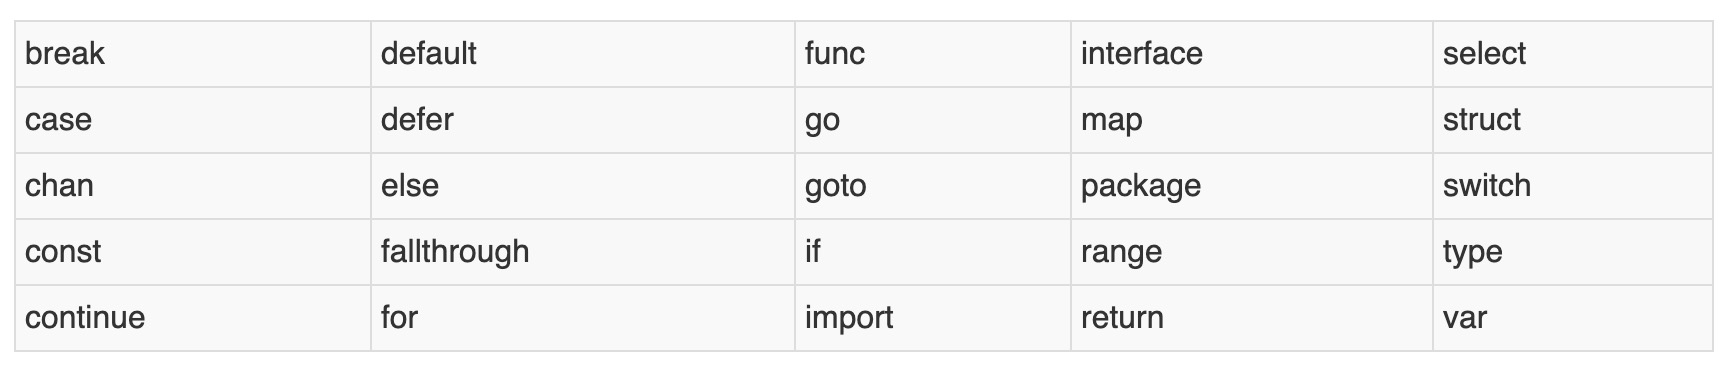 break default func interface select
case defer go map struct
chan else goto package switch
const fallthrough if range type
continue for import return var